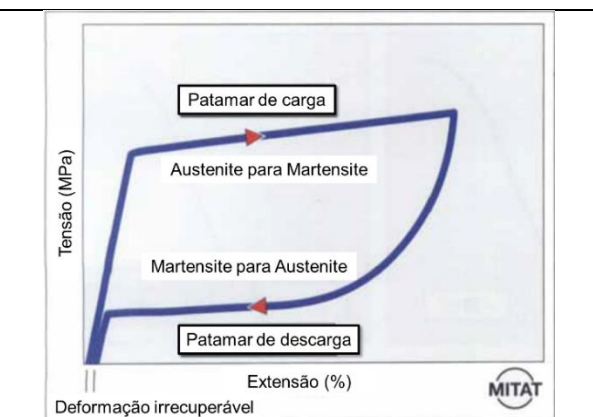 Patamar de carga
Austenite para Martensite
Tensão (MPa)
Martensite para Austenite
Patamar de descarga
Extensão (%)
MITAT
Deformação irrecuperável